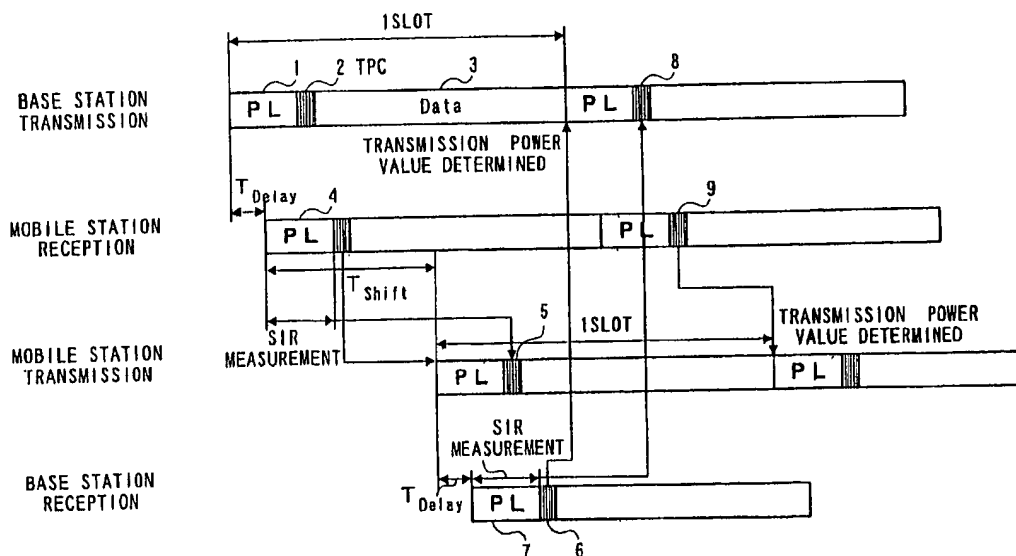 1SLOT
1
2 TPC
3
8
BASE STATION
TRANSMISSION
PL
Data
PL
TRANSMISSION POWER
VALUE DETERMINED
T Delay
4
9
MOBILE STATION
RECEPTION
PL
PL
T Shift
SIR
MEASUREMENT
5
1SLOT
TRANSMISSION POWER
VALUE DETERMINED
MOBILE STATION
TRANSMISSION
PL
PL
SIR
MEASUREMENT
BASE STATION
RECEPTION
T Delay
PL
7
6